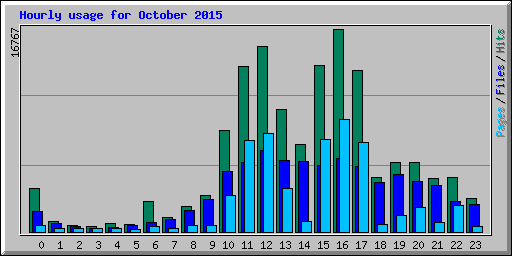 Hourly usage for October 2015
16767
Pages/Files/Hits
0 1 2 3 4 5 6 7 8 9 10 11 12 13 14 15 16 17 18 19 20 21 22 23